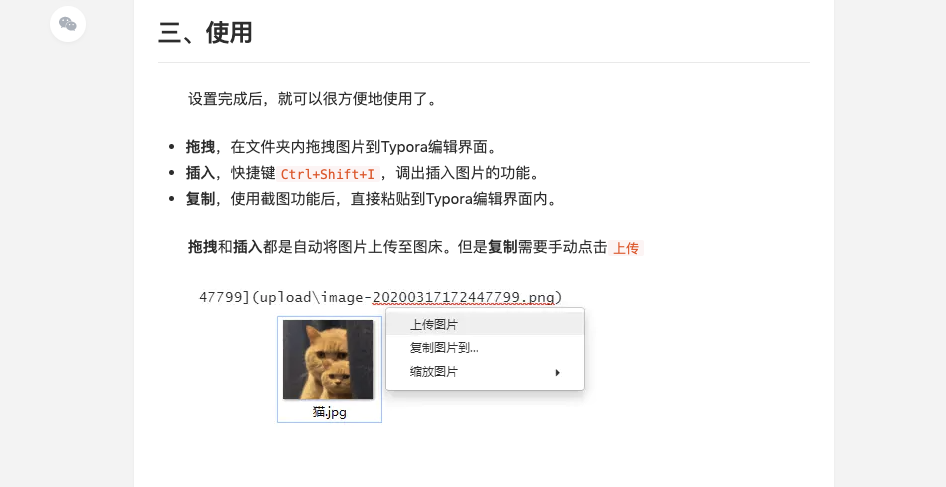 三、使用
设置完成后，就可以很方便地使用了。
拖拽，在文件夹内拖拽图片到Typora编辑界面。
插入，快捷键 Ctrl+Shift+I ，调出插入图片的功能。
复制，使用截图功能后，直接粘贴到Typora编辑界面内。
拖拽和插入都是自动将图片上传至图床。但是复制需要手动点击 上传
47799](upload\image-20200317172447799.png)
上传图片
复制图片到...
缩放图片
猫.jpg